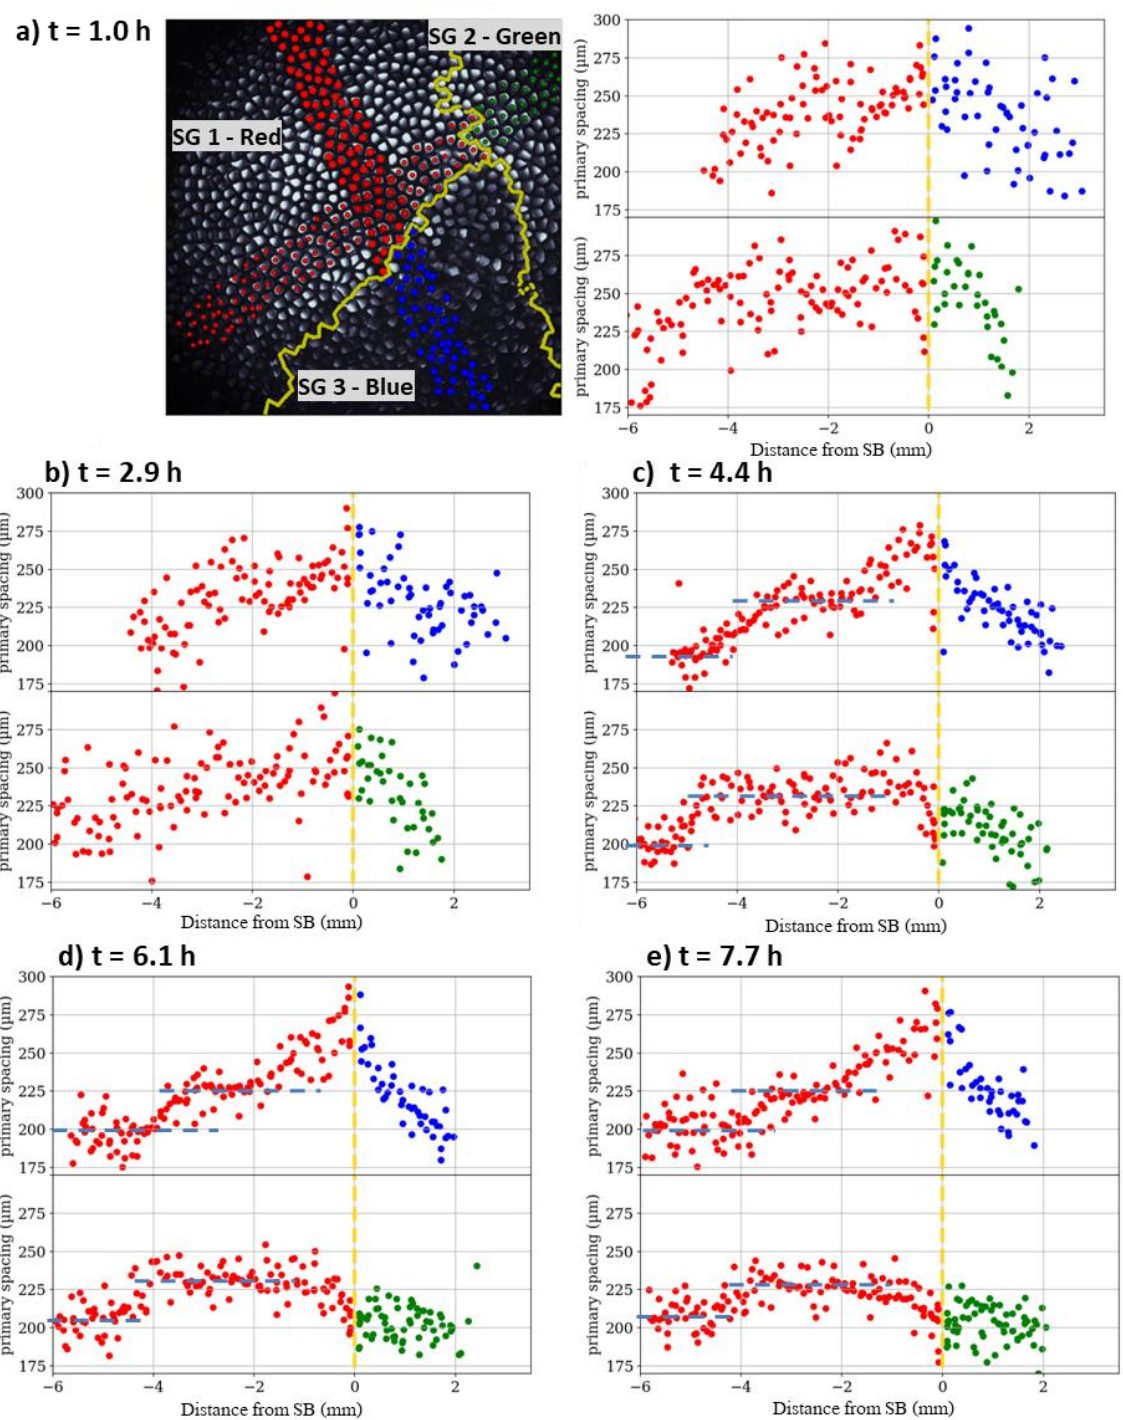 a) t = 1.0 h
SG 2 - Green
SG 1 - Red
SG 3 - Blue
300
275
250
225
200
175
primary spacing (µm)
275
250
225
200
175
primary spacing (µm)
−6 −4 −2 0 2
Distance from SB (mm)
b) t = 2.9 h
300
275
250
225
200
175
primary spacing (µm)
275
250
225
200
175
primary spacing (µm)
−6 −4 −2 0 2
Distance from SB (mm)
c) t = 4.4 h
300
275
250
225
200
175
primary spacing (µm)
275
250
225
200
175
primary spacing (µm)
−6 −4 −2 0 2
Distance from SB (mm)
d) t = 6.1 h
300
275
250
225
200
175
primary spacing (µm)
275
250
225
200
175
primary spacing (µm)
−6 −4 −2 0 2
Distance from SB (mm)
e) t = 7.7 h
300
275
250
225
200
175
primary spacing (µm)
275
250
225
200
175
primary spacing (µm)
−6 −4 −2 0 2
Distance from SB (mm)